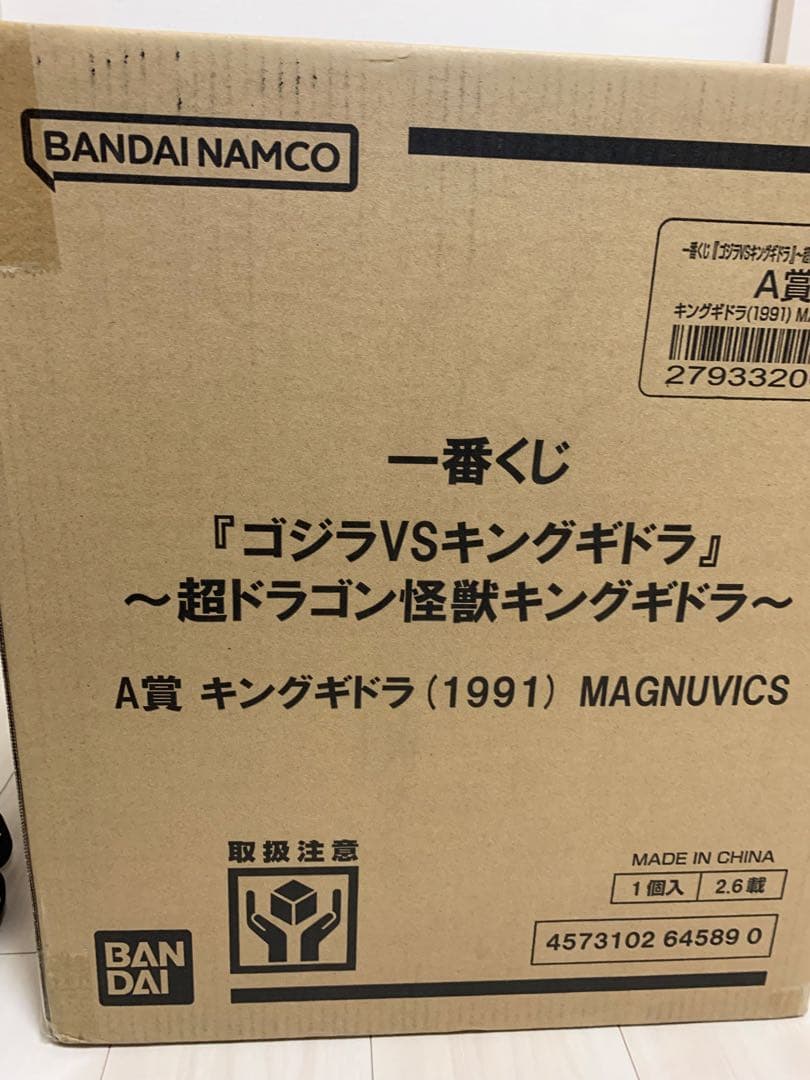 BANDAI NAMCO
一番くじ『ゴジラVSキングギドラ』～超
A賞
キングギドラ(1991) MA
2793320
一番くじ
『ゴジラVSキングギドラ』
～超ドラゴン怪獣キングギドラ～
A賞 キングギドラ(1991) MAGNUVICS
取扱注意
MADE IN CHINA
1個入 2.6載
4573102 64589 0
BAN
DAI